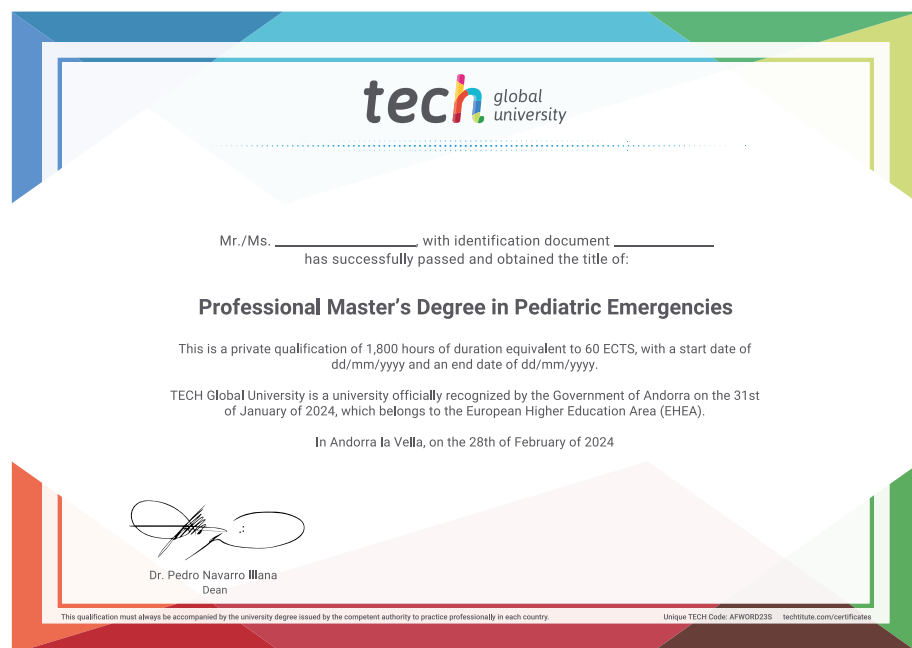 tech global university
Mr./Ms. ____________, with identification document ____________
has successfully passed and obtained the title of:
Professional Master's Degree in Pediatric Emergencies
This is a private qualification of 1,800 hours of duration equivalent to 60 ECTS, with a start date of
dd/mm/yyyy and an end date of dd/mm/yyyy.
TECH Global University is a university officially recognized by the Government of Andorra on the 31st
of January of 2024, which belongs to the European Higher Education Area (EHEA).
In Andorra la Vella, on the 28th of February of 2024
Dr. Pedro Navarro Illana
Dean
This qualification must always be accompanied by the university degree issued by the competent authority to practice professionally in each country.
Unique TECH Code: AFWORD23S techtitute.com/certificates